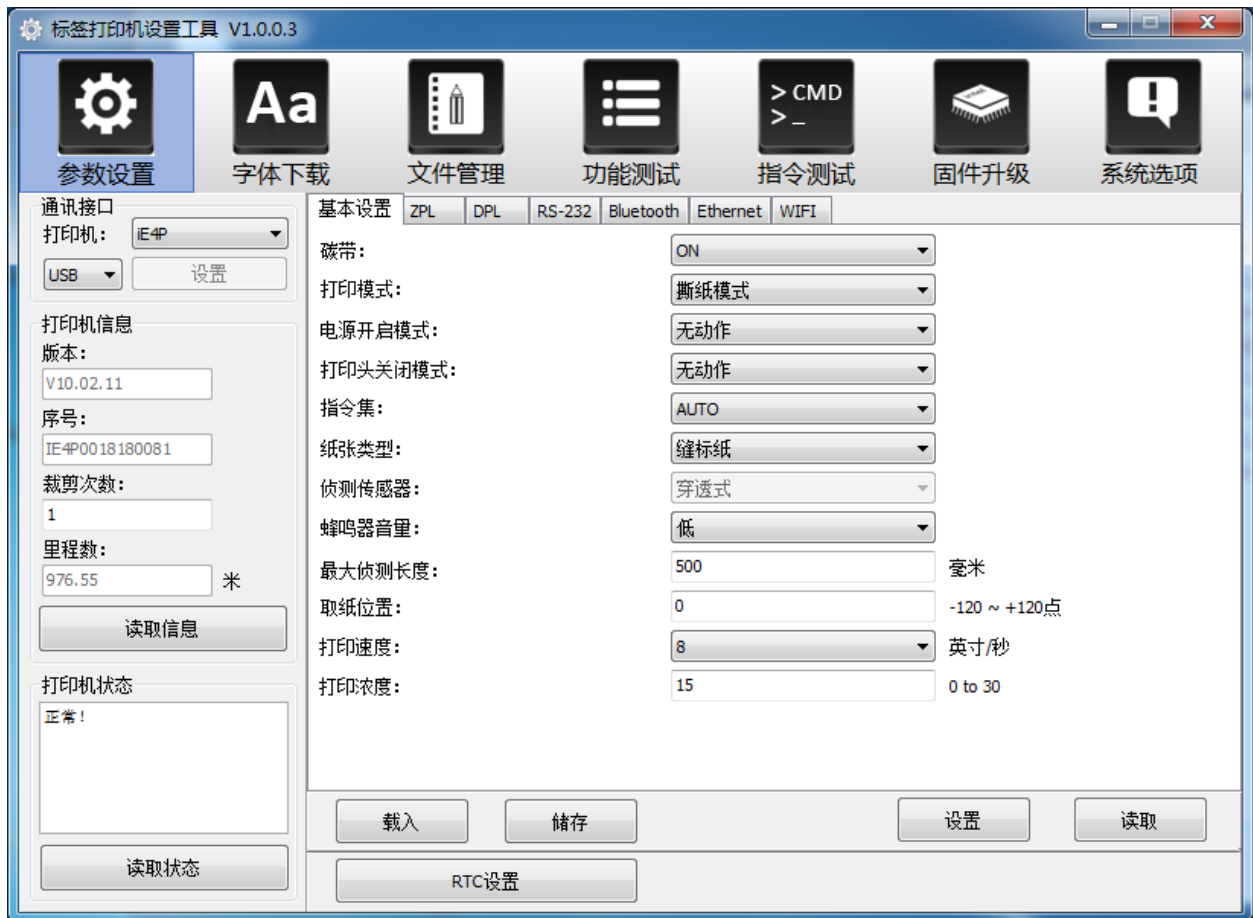 标签打印机设置工具 V1.0.0.3
Aa
> CMD
>_
参数设置 字体下载 文件管理 功能测试 指令测试 固件升级 系统选项
通讯接口
打印机: iE4P
USB 设置
打印机信息
版本:
V10.02.11
序号:
IE4P0018180081
裁剪次数:
1
里程数:
976.55 米
读取信息
打印机状态
正常!
读取状态
基本设置 ZPL DPL RS-232 Bluetooth Ethernet WIFI
碳带: ON
打印模式: 撕纸模式
电源开启模式: 无动作
打印头关闭模式: 无动作
指令集: AUTO
纸张类型: 缝标纸
侦测传感器: 穿透式
蜂鸣器音量: 低
最大侦测长度: 500 毫米
取纸位置: 0 -120 ~ +120点
打印速度: 8 英寸/秒
打印浓度: 15 0 to 30
载入 储存 设置 读取
RTC设置